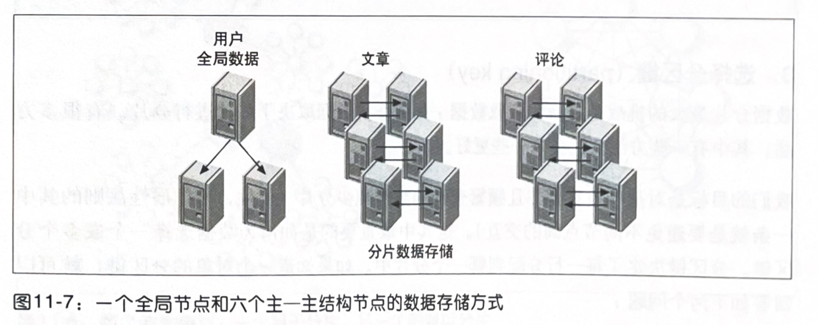 用户
全局数据
文章
评论
分片数据存储
图11-7：一个全局节点和六个主—主结构节点的数据存储方式